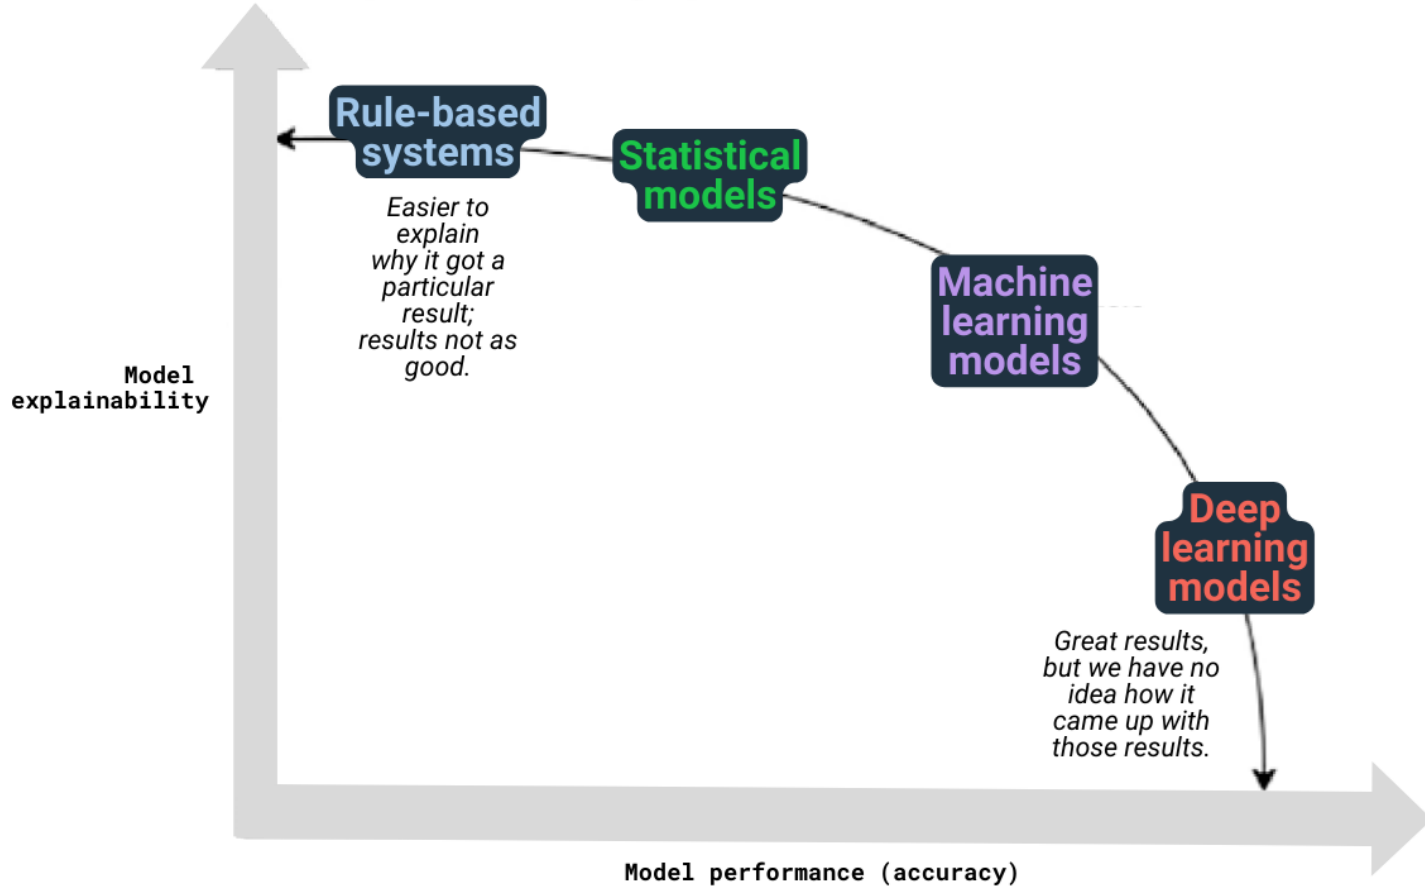 Rule-based
systems
Statistical
models
Easier to
explain
why it got a
particular
result;
results not as
good.
Machine
learning
models
Model
explainability
Deep
learning
models
Great results,
but we have no
idea how it
came up with
those results.
Model performance (accuracy)